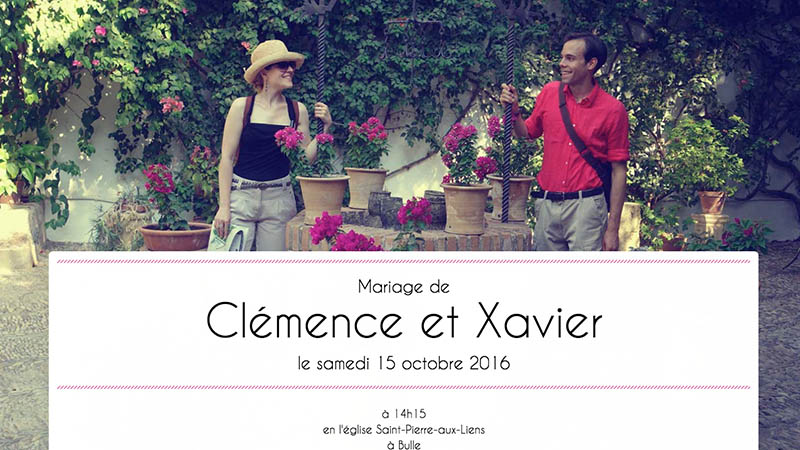 Mariage de
Clémence et Xavier
le samedi 15 octobre 2016
à 14h15
en l'église Saint-Pierre-aux-Liens
à Bulle